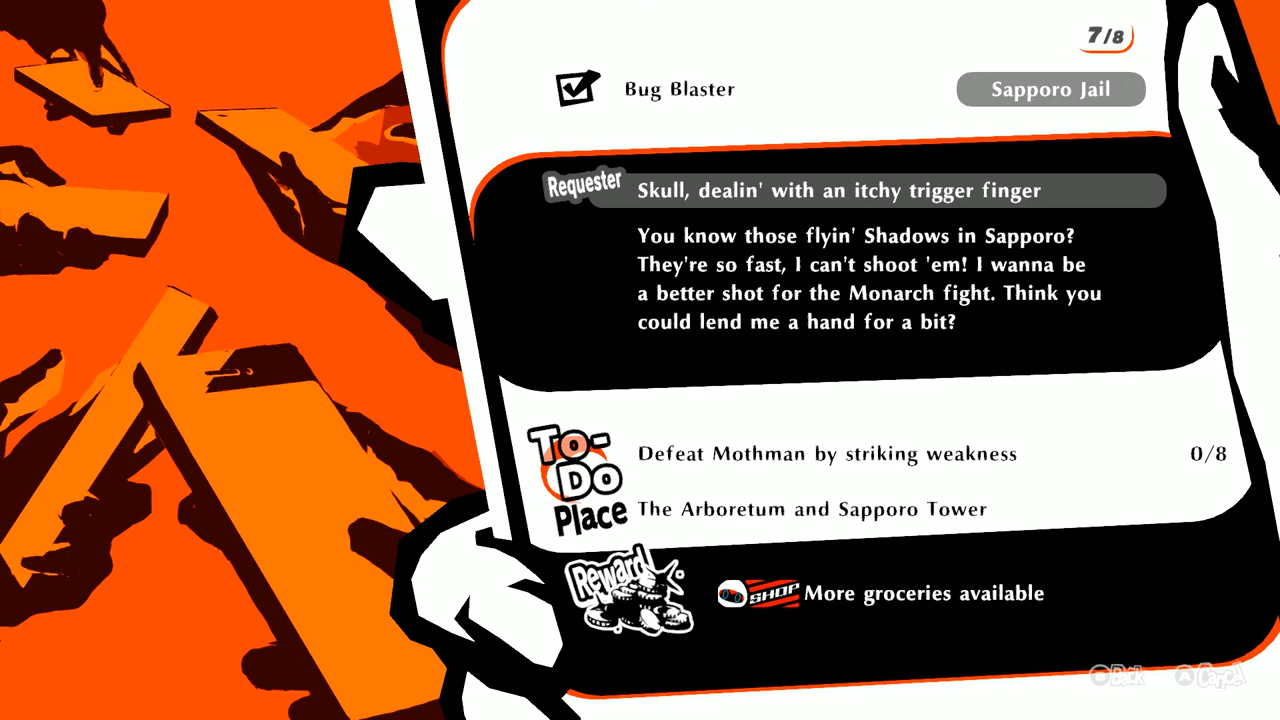 7/8
Bug Blaster
Sapporo Jail
Requester
Skull, dealin' with an itchy trigger finger
You know those flyin' Shadows in Sapporo?
They're so fast, I can't shoot 'em! I wanna be
a better shot for the Monarch fight. Think you
could lend me a hand for a bit?
To-Do
Defeat Mothman by striking weakness 0/8
Place
The Arboretum and Sapporo Tower
Reward
SHOP More groceries available
Back Cancel